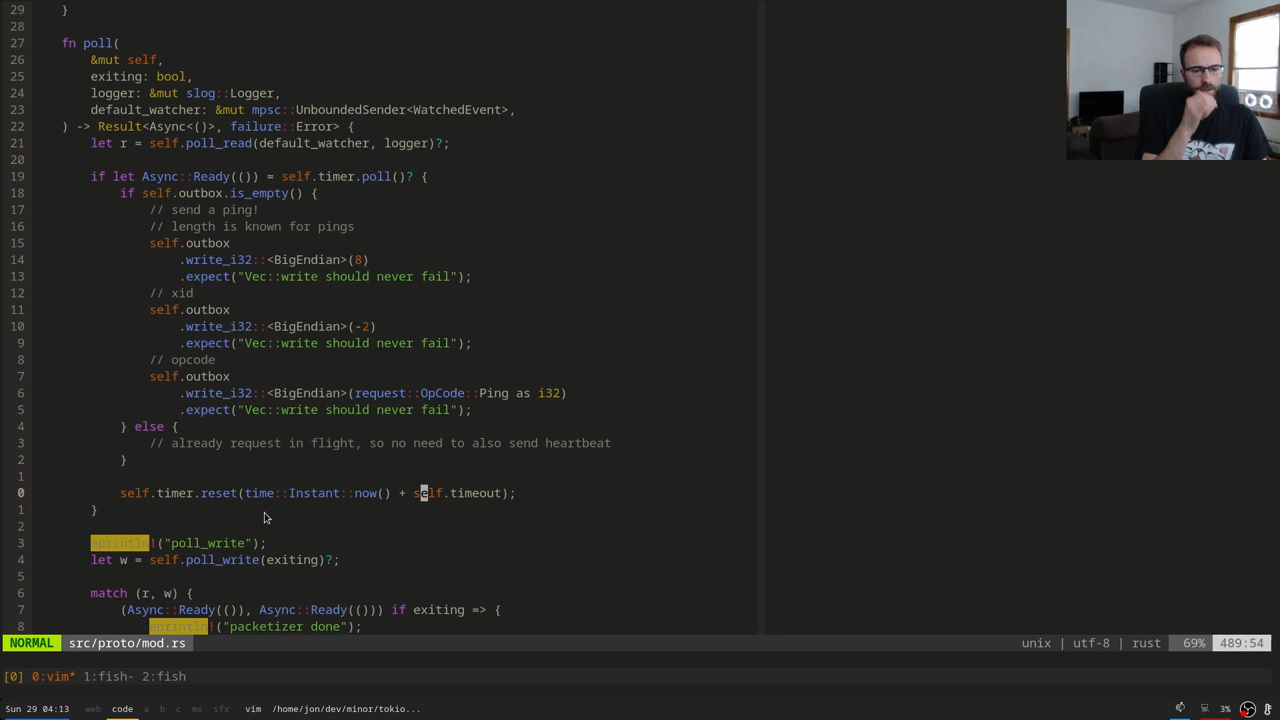 29    }
28
27    fn poll(
26        &mut self,
25        exiting: bool,
24        logger: &mut slog::Logger,
23        default_watcher: &mut mpsc::UnboundedSender<WatchedEvent>,
22    ) -> Result<Async<()>, failure::Error> {
21        let r = self.poll_read(default_watcher, logger)?;
20
19        if let Async::Ready(()) = self.timer.poll()? {
18            if self.outbox.is_empty() {
17                // send a ping!
16                // length is known for pings
15                self.outbox
14                    .write_i32::<BigEndian>(8)
13                    .expect("Vec::write should never fail");
12                // xid
11                self.outbox
10                    .write_i32::<BigEndian>(-2)
9                    .expect("Vec::write should never fail");
8                // opcode
7                self.outbox
6                    .write_i32::<BigEndian>(request::OpCode::Ping as i32)
5                    .expect("Vec::write should never fail");
4            } else {
3                // already request in flight, so no need to also send heartbeat
2            }
1
0            self.timer.reset(time::Instant::now() + self.timeout);
1        }
2
3        eprintln!("poll_write");
4        let w = self.poll_write(exiting)?;
5
6        match (r, w) {
7            (Async::Ready(()), Async::Ready(())) if exiting => {
8                eprintln!("packetizer done");
NORMAL src/proto/mod.rs unix | utf-8 | rust 69% 489:54
[0] 0:vim* 1:fish- 2:fish
Sun 29 04:13 web code a b c mx sfx vim /home/jon/dev/minor/tokio... 3%